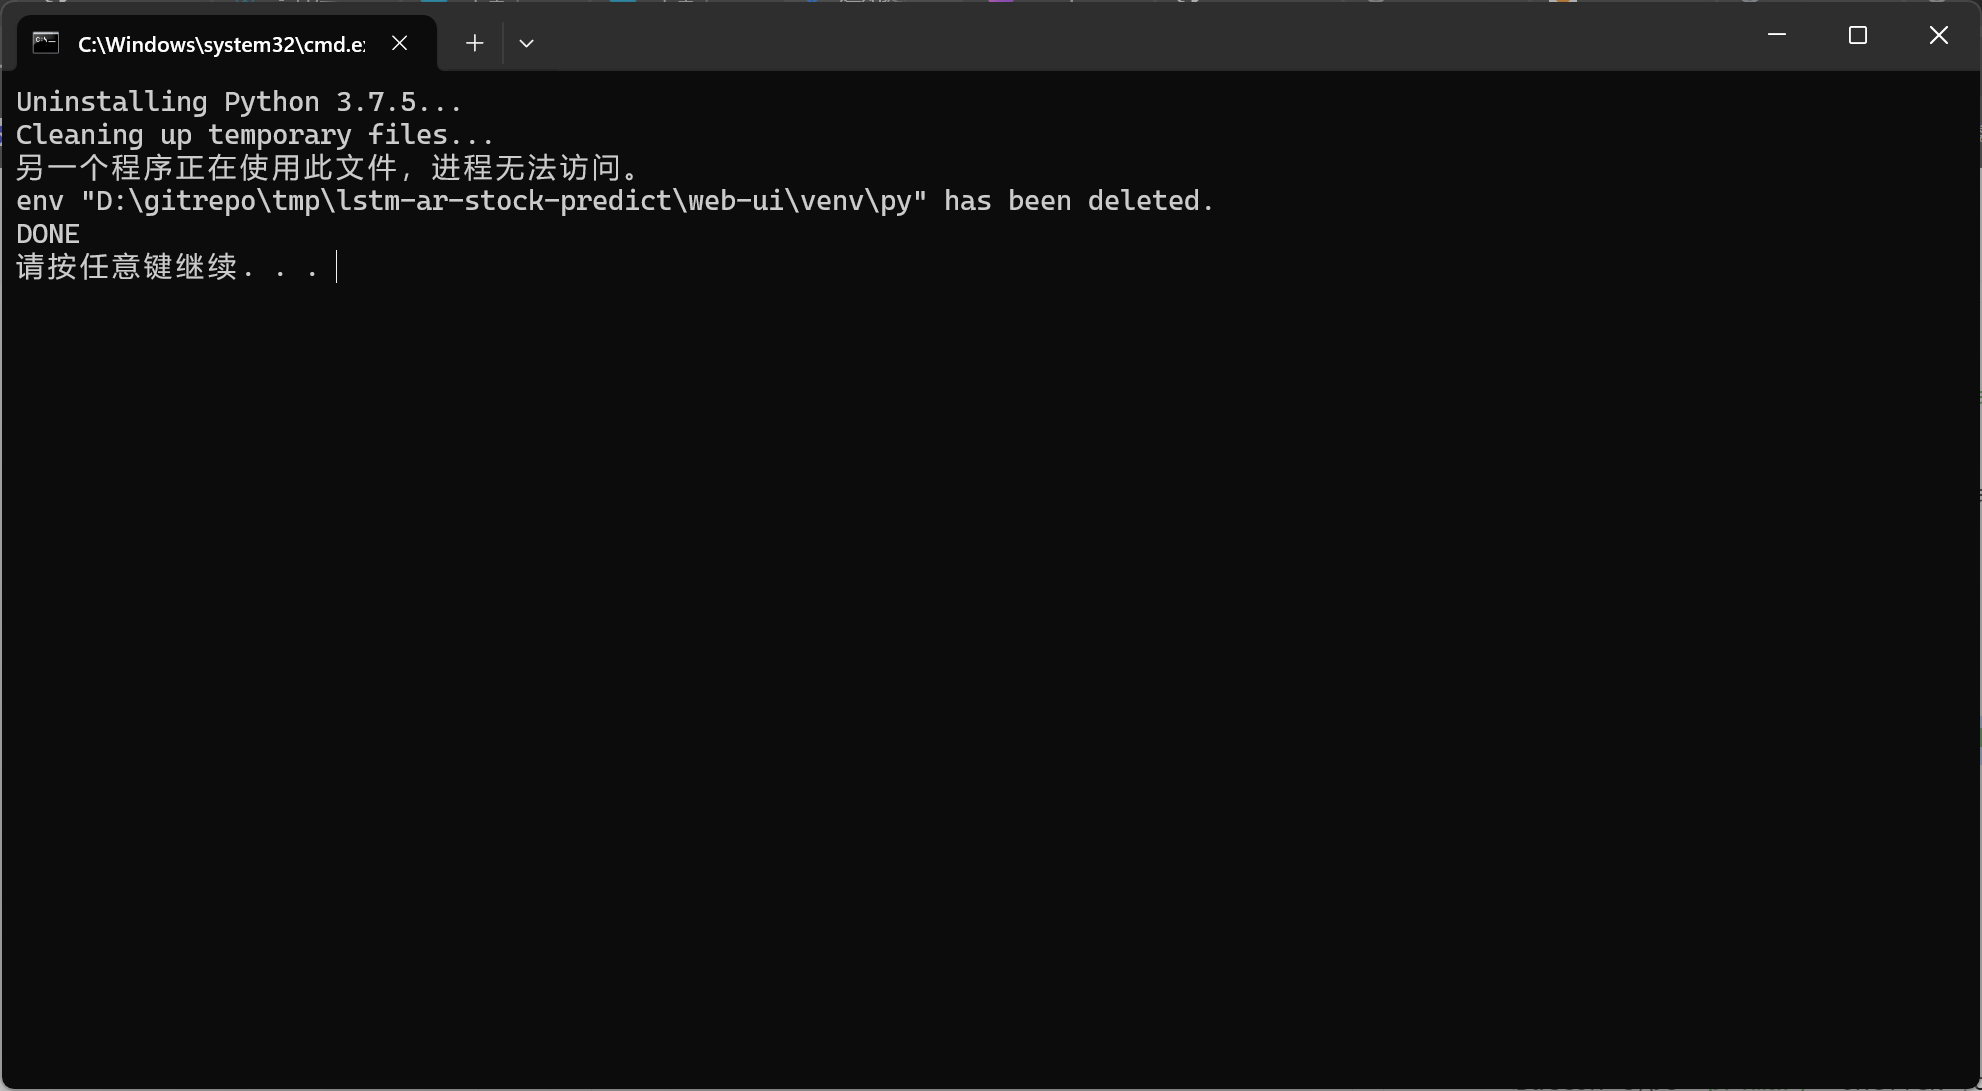 C:\Windows\system32\cmd.e
Uninstalling Python 3.7.5...
Cleaning up temporary files...
另一个程序正在使用此文件，进程无法访问。
env "D:\gitrepo\tmp\lstm-ar-stock-predict\web-ui\venv\py" has been deleted.
DONE
请按任意键继续. . .